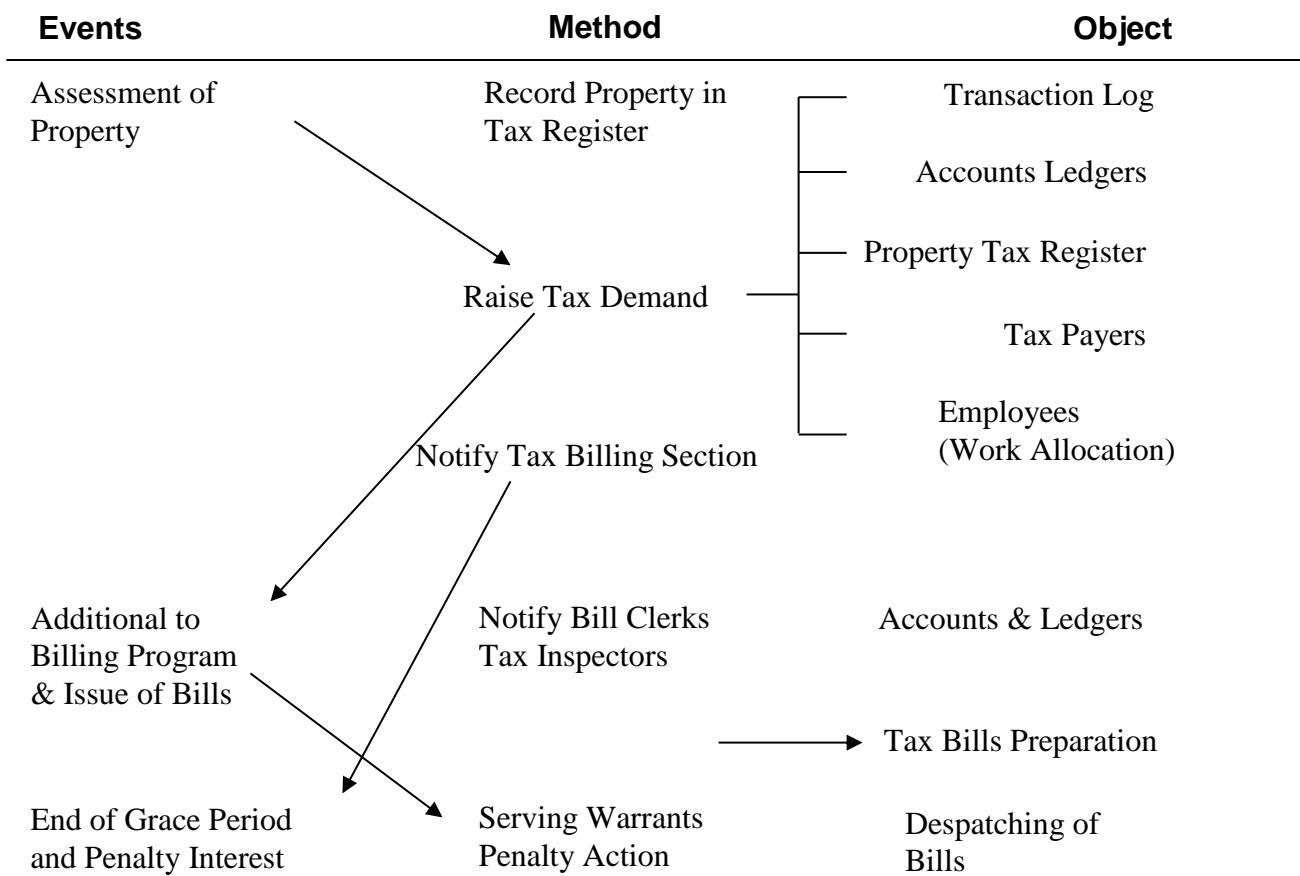 Events Method Object
Assessment of
Property
Record Property in
Tax Register
Transaction Log
Accounts Ledgers
Property Tax Register
Raise Tax Demand
Tax Payers
Employees
(Work Allocation)
Notify Tax Billing Section
Additional to
Billing Program
& Issue of Bills
Notify Bill Clerks
Tax Inspectors
Accounts & Ledgers
Tax Bills Preparation
End of Grace Period
and Penalty Interest
Serving Warrants
Penalty Action
Despatching of
Bills